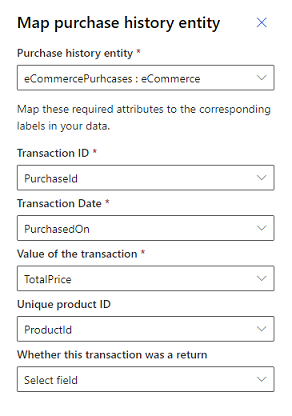 Map purchase history entity
Purchase history entity *
eCommercePurhcases : eCommerce
Map these required attributes to the corresponding
labels in your data.
Transaction ID *
PurchaseId
Transaction Date *
PurchasedOn
Value of the transaction *
TotalPrice
Unique product ID
ProductId
Whether this transaction was a return
Select field